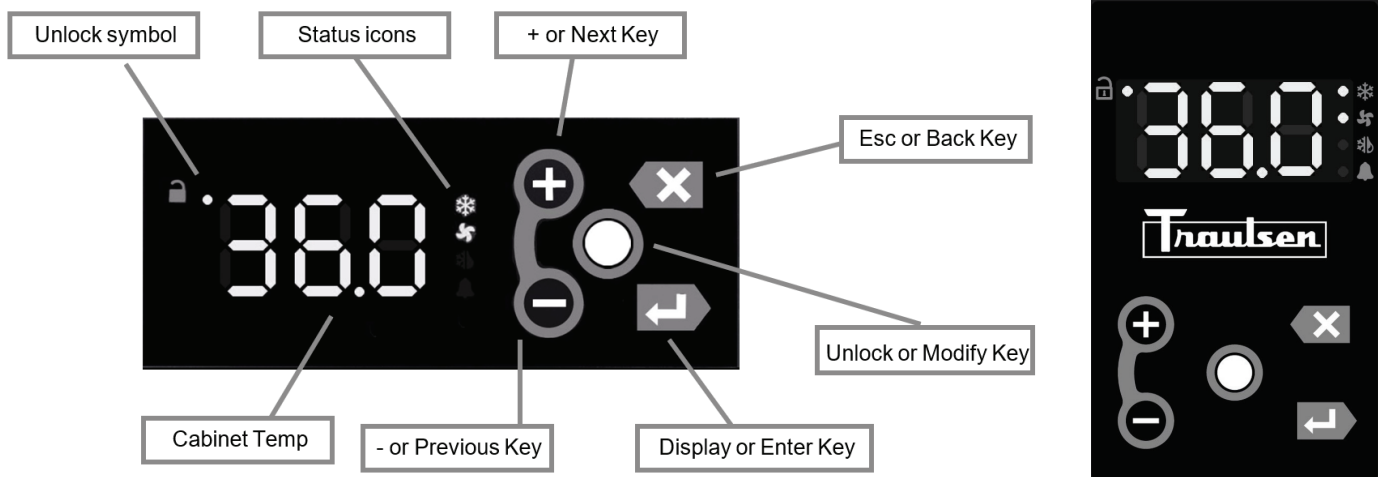 Unlock symbol
Status icons
+ or Next Key
Esc or Back Key
36.0
Unlock or Modify Key
Cabinet Temp
- or Previous Key
Display or Enter Key
36.0
Traulsen